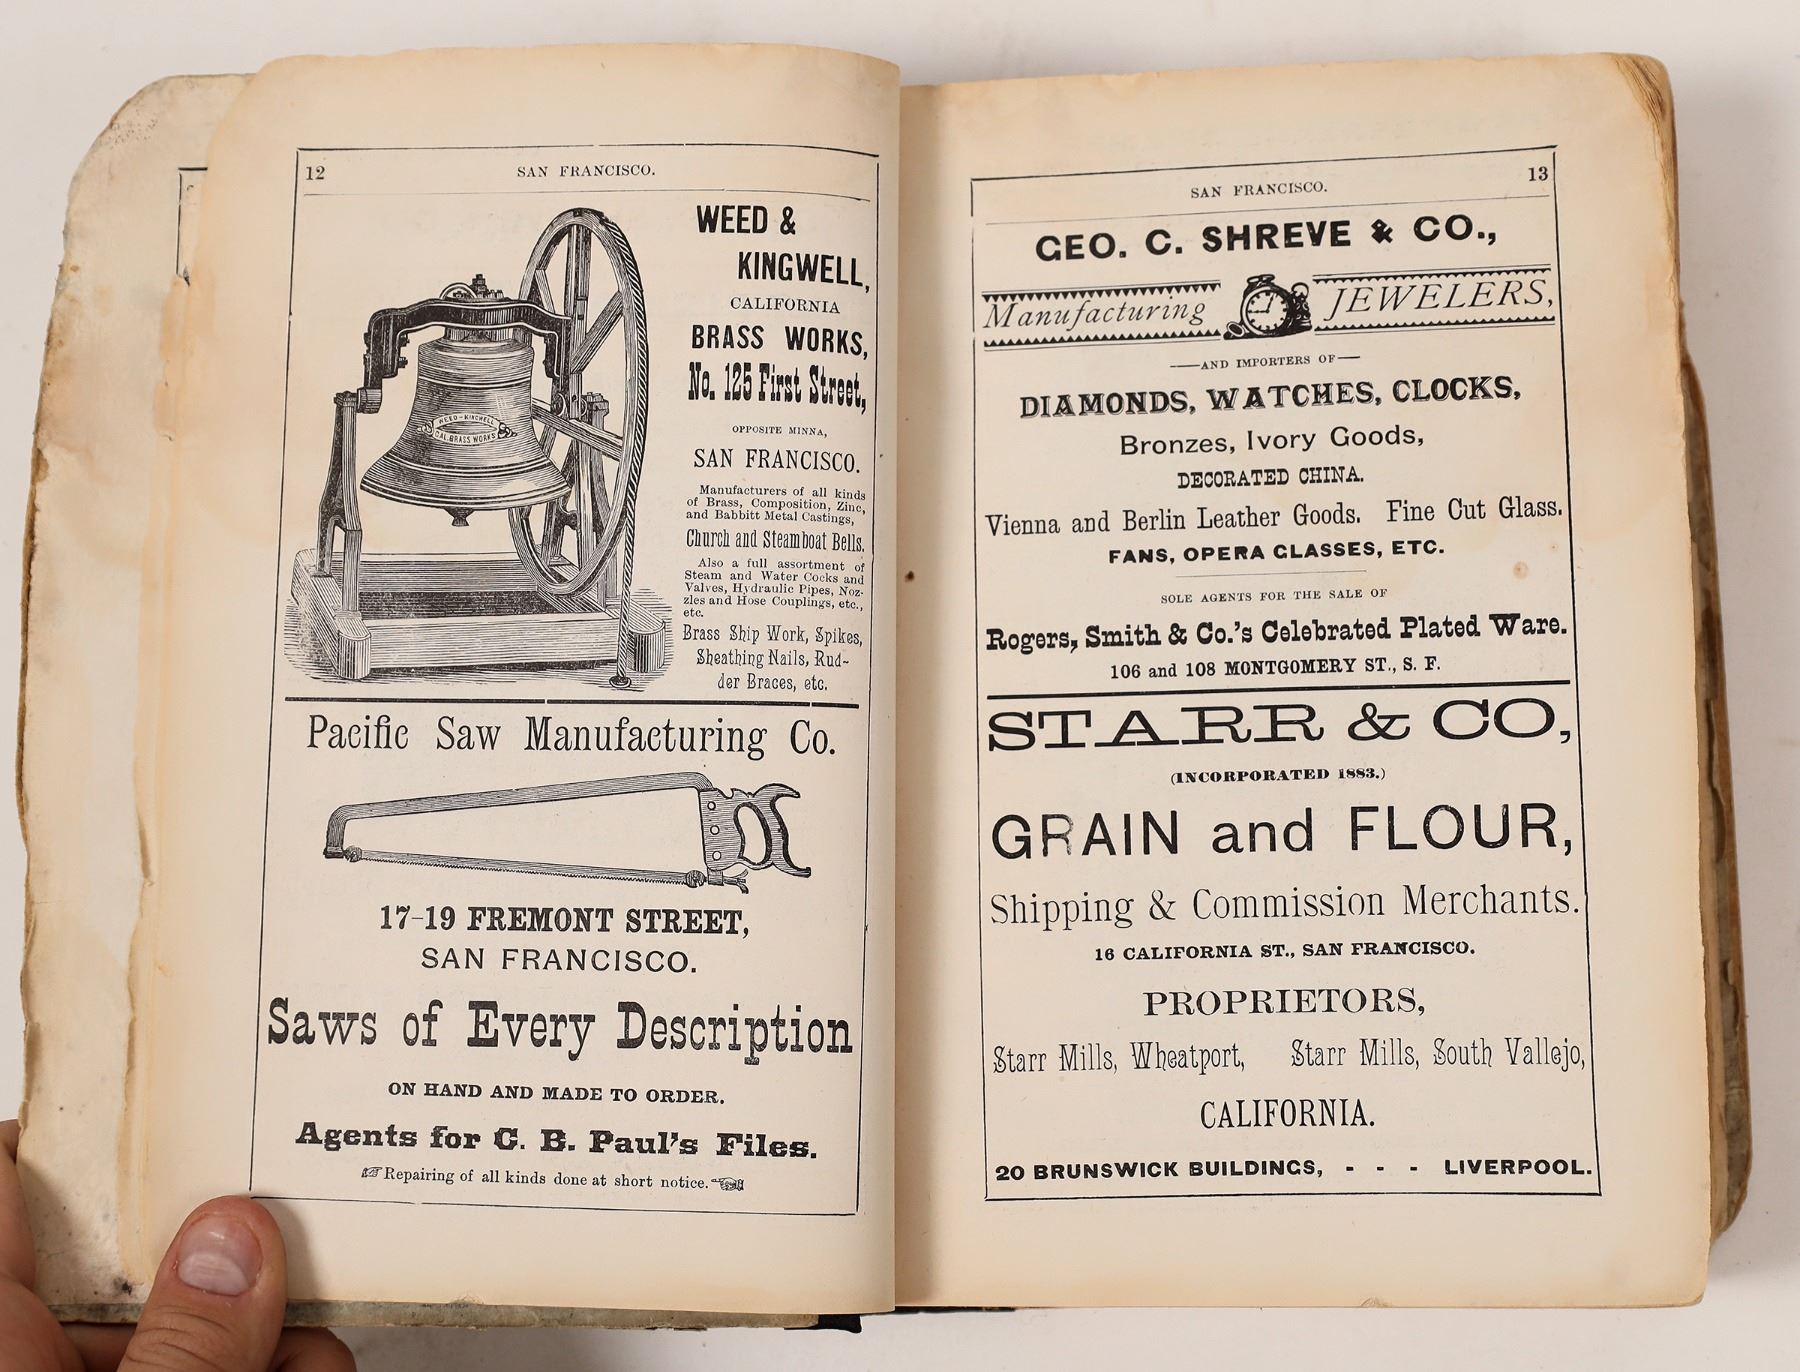 12
SAN FRANCISCO.
WEED &
KINGWELL,
CALIFORNIA
BRASS WORKS,
No. 125 First Street,
OPPOSITE MINNA,
SAN FRANCISCO.
Manufacturers of all kinds
of Brass, Composition, Zinc,
and Babbitt Metal Castings,
Church and Steamboat Bells.
Also a full assortment of
Steam and Water Cocks and
Valves, Hydraulic Pipes, Noz-
zles and Hose Couplings, etc.,
etc.
Brass Ship Work, Spikes,
Sheathing Nails, Rud-
der Braces, etc.
WEED-KINGWELL
CAL. BRASS WORKS
Pacific Saw Manufacturing Co.
17-19 FREMONT STREET,
SAN FRANCISCO.
Saws of Every Description
ON HAND AND MADE TO ORDER.
Agents for C. B. Paul's Files.
☞Repairing of all kinds done at short notice.☜
SAN FRANCISCO.
13
GEO. C. SHREVE & CO.,
Manufacturing JEWELERS,
—AND IMPORTERS OF—
DIAMONDS, WATCHES, CLOCKS,
Bronzes, Ivory Goods,
DECORATED CHINA.
Vienna and Berlin Leather Goods. Fine Cut Glass.
FANS, OPERA GLASSES, ETC.
SOLE AGENTS FOR THE SALE OF
Rogers, Smith & Co.'s Celebrated Plated Ware.
106 and 108 MONTGOMERY ST., S. F.
STARR & CO,
(INCORPORATED 1883.)
GRAIN and FLOUR,
Shipping & Commission Merchants.
16 CALIFORNIA ST., SAN FRANCISCO.
PROPRIETORS,
Starr Mills, Wheatport, Starr Mills, South Vallejo,
CALIFORNIA.
20 BRUNSWICK BUILDINGS, - - - LIVERPOOL.